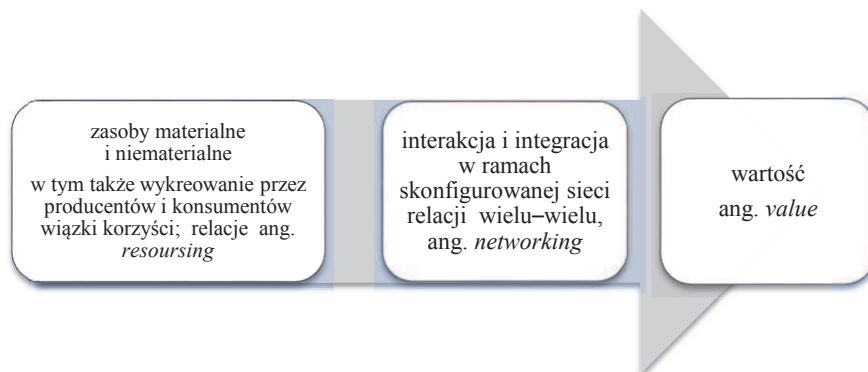 zasoby materialne
i niematerialne
w tym także wykreowanie przez
producentów i konsumentów
wiązki korzyści; relacje ang.
resoursing
interakcja i integracja
w ramach
skonfigurowanej sieci
relacji wielu–wielu,
ang. networking
wartość
ang. value